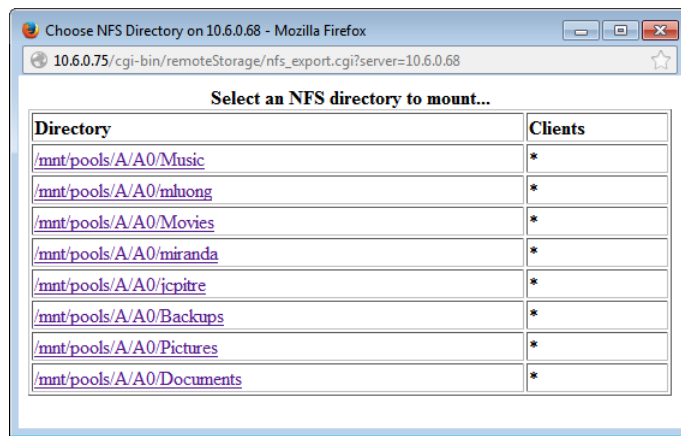 Choose NFS Directory on 10.6.0.68 - Mozilla Firefox
10.6.0.75/cgi-bin/remoteStorage/nfs_export.cgi?server=10.6.0.68
Select an NFS directory to mount...
Directory Clients
/mnt/pools/A/A0/Music *
/mnt/pools/A/A0/mluong *
/mnt/pools/A/A0/Movies *
/mnt/pools/A/A0/miranda *
/mnt/pools/A/A0/jcpitre *
/mnt/pools/A/A0/Backups *
/mnt/pools/A/A0/Pictures *
/mnt/pools/A/A0/Documents *